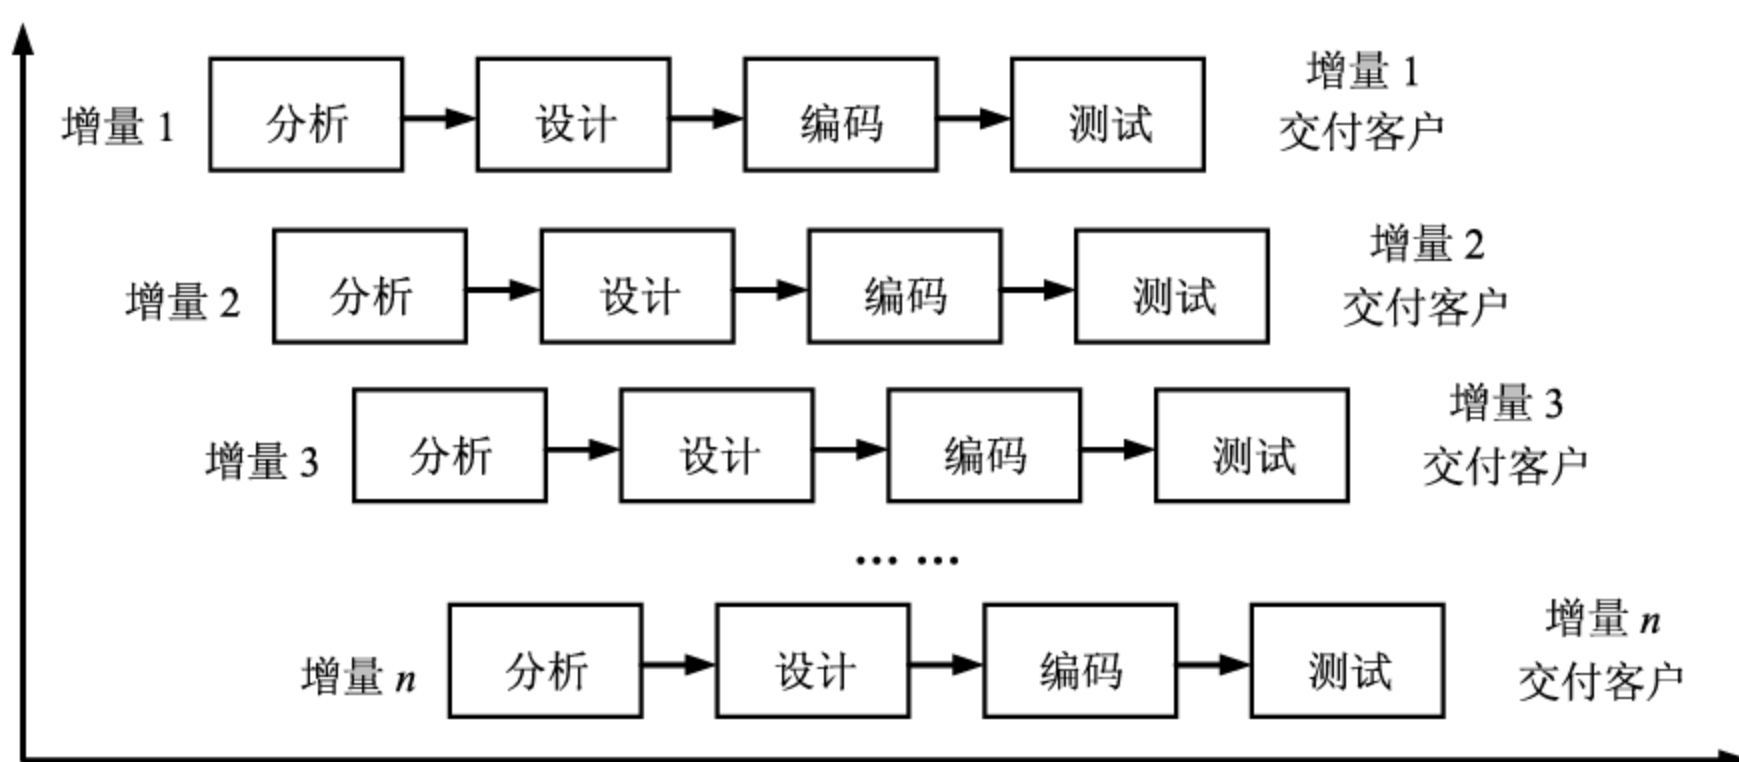 增量 1
分析
设计
编码
测试
增量 1
交付客户
增量 2
分析
设计
编码
测试
增量 2
交付客户
增量 3
分析
设计
编码
测试
增量 3
交付客户
… …
增量 n
分析
设计
编码
测试
增量 n
交付客户